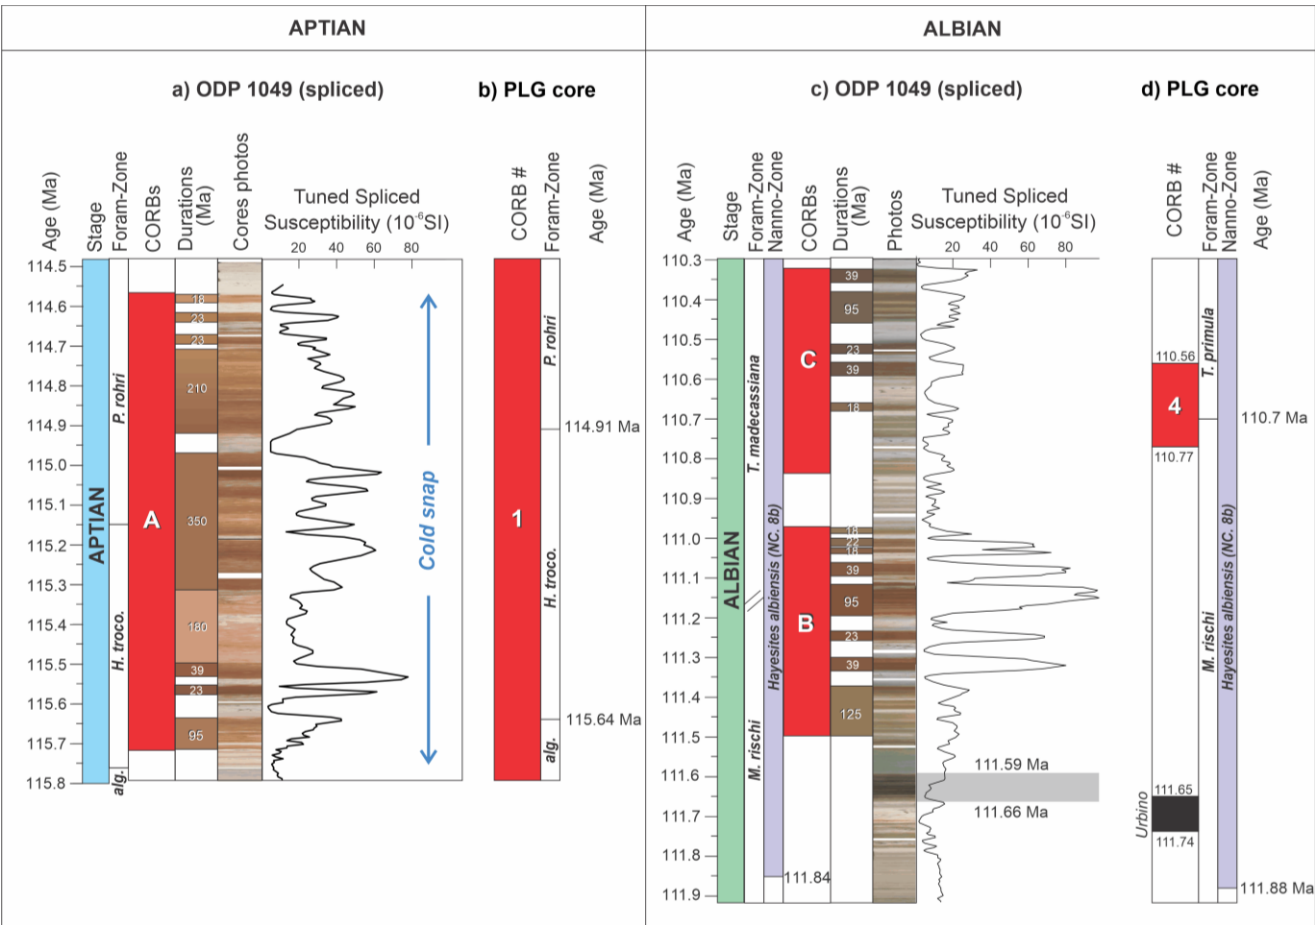 APTIAN
ALBIAN
a) ODP 1049 (spliced)
b) PLG core
c) ODP 1049 (spliced)
d) PLG core
Age (Ma)
Stage
Foram-Zone
CORBs
Durations
(Ma)
Cores photos
Tuned Spliced
Susceptibility (10⁻⁶SI)
20 40 60 80
CORB #
Foram-Zone
Age (Ma)
114.5
114.6
114.7
114.8
114.9
115.0
115.1
115.2
115.3
115.4
115.5
115.6
115.7
115.8
APTIAN
P. rohri
H. troco.
alg.
A
18
23
23
210
350
180
39
23
95
Cold snap
1
P. rohri
H. troco.
alg.
114.91 Ma
115.64 Ma
Age (Ma)
Stage
Foram-Zone
Nanno-Zone
CORBs
Durations
(Ma)
Photos
Tuned Spliced
Susceptibility (10⁻⁶SI)
20 40 60 80
CORB #
Foram-Zone
Nanno-Zone
Age (Ma)
110.3
110.4
110.5
110.6
110.7
110.8
110.9
111.0
111.1
111.2
111.3
111.4
111.5
111.6
111.7
111.8
111.9
ALBIAN
T. madecassiana
M. rischi
Hayesites albiensis (NC. 8b)
C
B
39
95
23
39
18
18
22
18
39
95
23
39
125
111.84
111.59 Ma
111.66 Ma
110.56
4
110.77
111.65
Urbino
111.74
T. primula
M. rischi
Hayesites albiensis (NC. 8b)
110.7 Ma
111.88 Ma